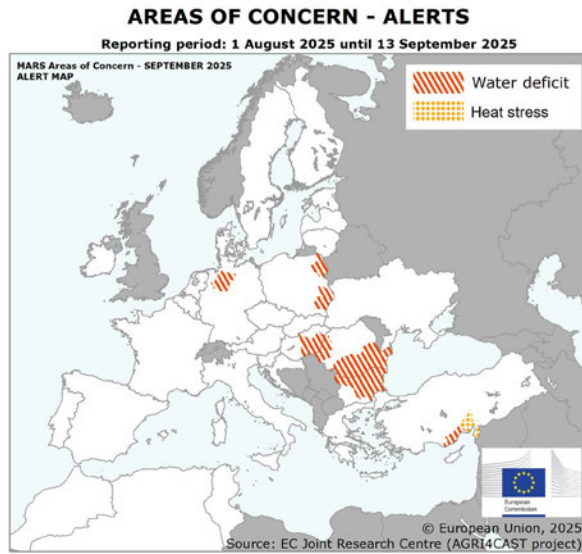 AREAS OF CONCERN - ALERTS
Reporting period: 1 August 2025 until 13 September 2025
MARS Areas of Concern - SEPTEMBER 2025
ALERT MAP
Water deficit
Heat stress
European
Commission
© European Union, 2025
Source: EC Joint Research Centre (AGRI4CAST project)